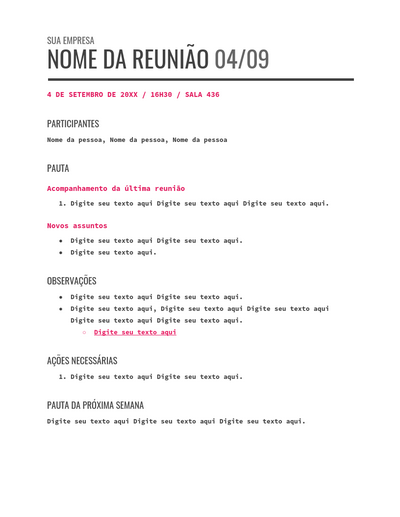 SUA EMPRESA
NOME DA REUNIÃO 04/09
4 DE SETEMBRO DE 20XX / 16H30 / SALA 436
PARTICIPANTES
Nome da pessoa, Nome da pessoa, Nome da pessoa
PAUTA
Acompanhamento da última reunião
1. Digite seu texto aqui Digite seu texto aqui Digite seu texto aqui.
Novos assuntos
● Digite seu texto aqui Digite seu texto aqui.
● Digite seu texto aqui.
OBSERVAÇÕES
● Digite seu texto aqui Digite seu texto aqui.
● Digite seu texto aqui, Digite seu texto aqui Digite seu texto aqui
Digite seu texto aqui Digite seu texto aqui.
○ Digite seu texto aqui
AÇÕES NECESSÁRIAS
1. Digite seu texto aqui Digite seu texto aqui.
PAUTA DA PRÓXIMA SEMANA
Digite seu texto aqui Digite seu texto aqui Digite seu texto aqui.